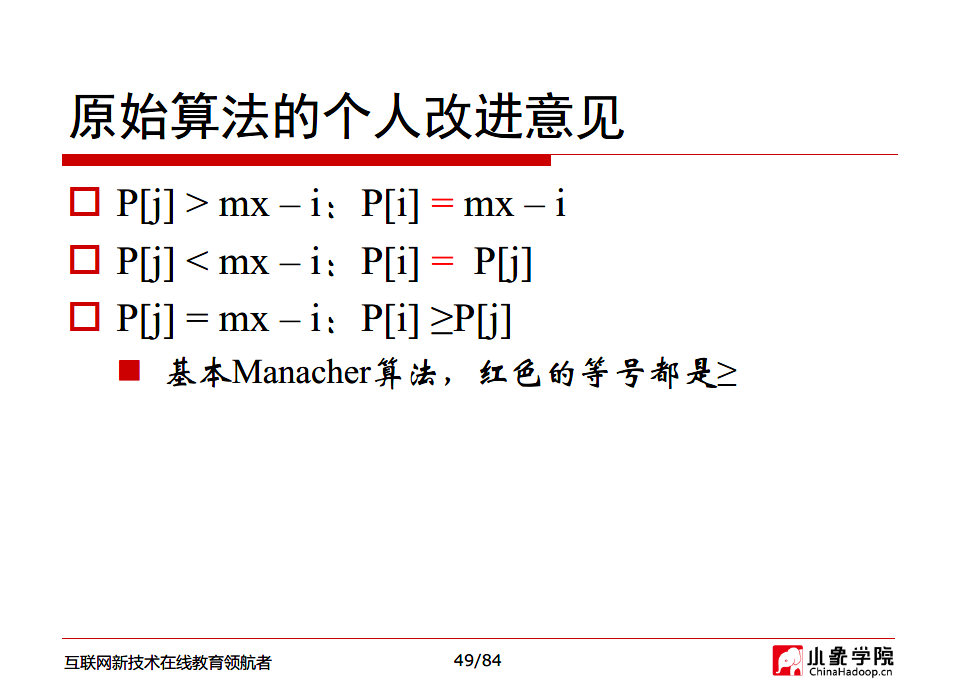 原始算法的个人改进意见
P[j] > mx – i；P[i] = mx – i
P[j] < mx – i；P[i] = P[j]
P[j] = mx – i；P[i] ≥P[j]
基本Manacher算法，红色的等号都是≥
互联网新技术在线教育领航者
49/84
小象学院
ChinaHadoop.cn